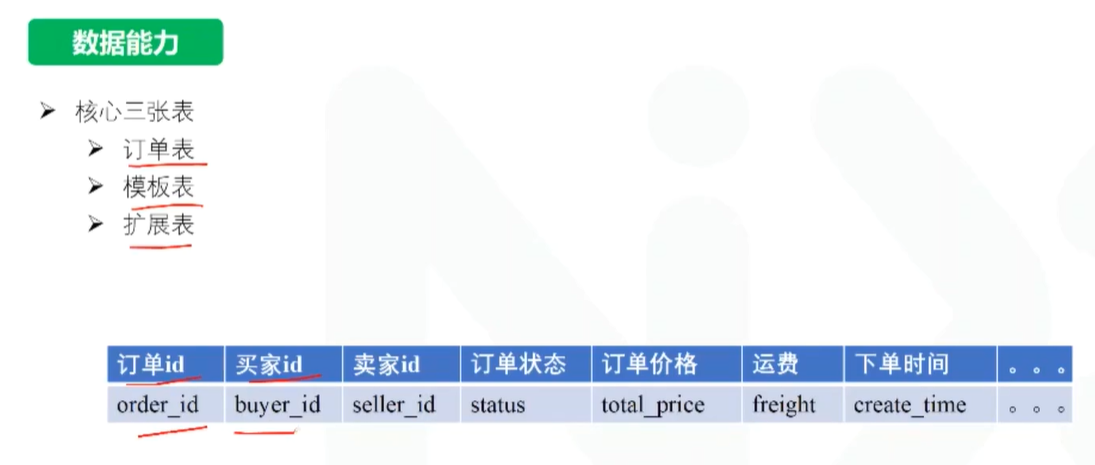 数据能力
➢ 核心三张表
➢ 订单表
➢ 模板表
➢ 扩展表
订单id 买家id 卖家id 订单状态 订单价格 运费 下单时间 。。。
order_id buyer_id seller_id status total_price freight create_time 。。。